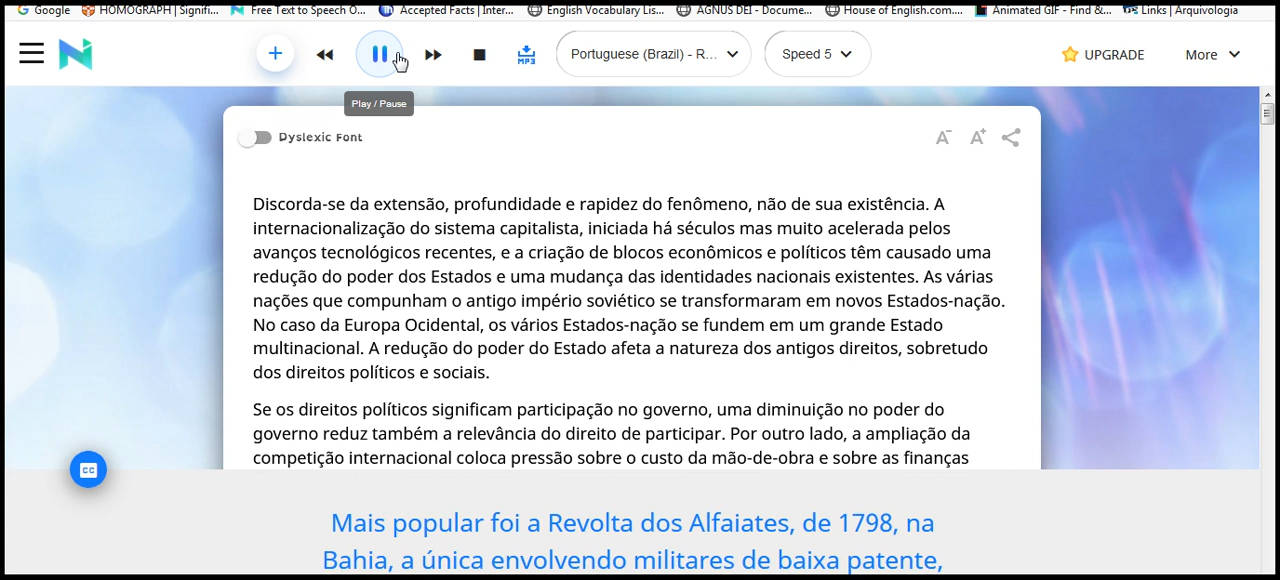 Google HOMOGRAPH | Signifi... Free Text to Speech O... Accepted Facts | Inter... English Vocabulary Lis... AGNUS DEI - Docume... House of English.com.... Animated GIF - Find &... Links | Arquivologia
MP3 Portuguese (Brazil) - R... Speed 5 UPGRADE More
Play / Pause
Dyslexic Font A- A+
Discorda-se da extensão, profundidade e rapidez do fenômeno, não de sua existência. A
internacionalização do sistema capitalista, iniciada há séculos mas muito acelerada pelos
avanços tecnológicos recentes, e a criação de blocos econômicos e políticos têm causado uma
redução do poder dos Estados e uma mudança das identidades nacionais existentes. As várias
nações que compunham o antigo império soviético se transformaram em novos Estados-nação.
No caso da Europa Ocidental, os vários Estados-nação se fundem em um grande Estado
multinacional. A redução do poder do Estado afeta a natureza dos antigos direitos, sobretudo
dos direitos políticos e sociais.
Se os direitos políticos significam participação no governo, uma diminuição no poder do
governo reduz também a relevância do direito de participar. Por outro lado, a ampliação da
competição internacional coloca pressão sobre o custo da mão-de-obra e sobre as finanças
CC
Mais popular foi a Revolta dos Alfaiates, de 1798, na
Bahia, a única envolvendo militares de baixa patente,